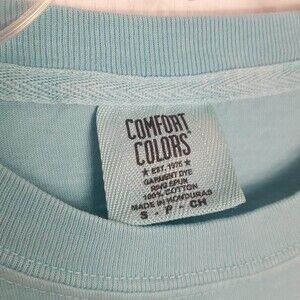 COMFORT
COLORS
★ EST. 1975 ★
GARMENT DYE
RING SPUN
100% COTTON
MADE IN HONDURAS
S - P - CH